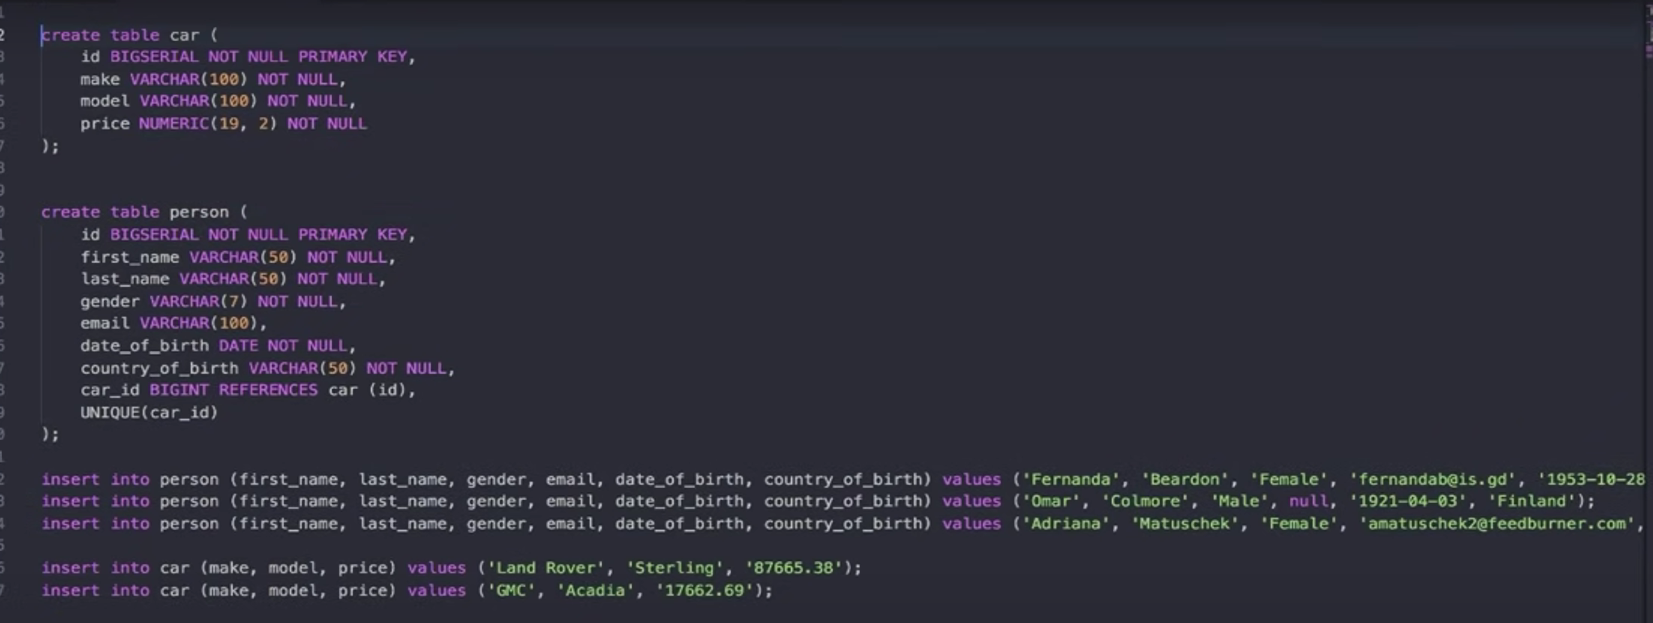 create table car (
id BIGSERIAL NOT NULL PRIMARY KEY,
make VARCHAR(100) NOT NULL,
model VARCHAR(100) NOT NULL,
price NUMERIC(19, 2) NOT NULL
);
create table person (
id BIGSERIAL NOT NULL PRIMARY KEY,
first_name VARCHAR(50) NOT NULL,
last_name VARCHAR(50) NOT NULL,
gender VARCHAR(7) NOT NULL,
email VARCHAR(100),
date_of_birth DATE NOT NULL,
country_of_birth VARCHAR(50) NOT NULL,
car_id BIGINT REFERENCES car (id),
UNIQUE(car_id)
);
insert into person (first_name, last_name, gender, email, date_of_birth, country_of_birth) values ('Fernanda', 'Beardon', 'Female', 'fernandab@is.gd', '1953-10-28
insert into person (first_name, last_name, gender, email, date_of_birth, country_of_birth) values ('Omar', 'Colmore', 'Male', null, '1921-04-03', 'Finland');
insert into person (first_name, last_name, gender, email, date_of_birth, country_of_birth) values ('Adriana', 'Matuschek', 'Female', 'amatuschek2@feedburner.com',
insert into car (make, model, price) values ('Land Rover', 'Sterling', '87665.38');
insert into car (make, model, price) values ('GMC', 'Acadia', '17662.69');